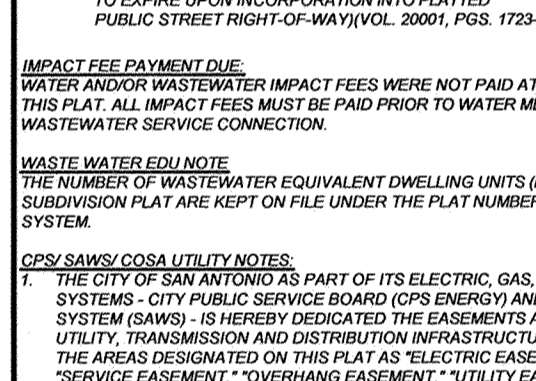 TO EXPIRE UPON INCORPORATION INTO PLATTED
PUBLIC STREET RIGHT-OF-WAY)(VOL. 20001, PGS. 1723-
IMPACT FEE PAYMENT DUE:
WATER AND/OR WASTEWATER IMPACT FEES WERE NOT PAID AT
THIS PLAT. ALL IMPACT FEES MUST BE PAID PRIOR TO WATER
WASTEWATER SERVICE CONNECTION.
WASTE WATER EDU NOTE
THE NUMBER OF WASTEWATER EQUIVALENT DWELLING UNITS (
SUBDIVISION PLAT ARE KEPT ON FILE UNDER THE PLAT NUMBER
SYSTEM.
CPS/ SAWS/ COSA UTILITY NOTES:
1. THE CITY OF SAN ANTONIO AS PART OF ITS ELECTRIC, GAS,
SYSTEMS - CITY PUBLIC SERVICE BOARD (CPS ENERGY) AN
SYSTEM (SAWS) - IS HEREBY DEDICATED THE EASEMENTS A
UTILITY, TRANSMISSION AND DISTRIBUTION INFRASTRUCTU
THE AREAS DESIGNATED ON THIS PLAT AS "ELECTRIC EASE
"SERVICE EASEMENT," "OVERHANG EASEMENT," "UTILITY EA